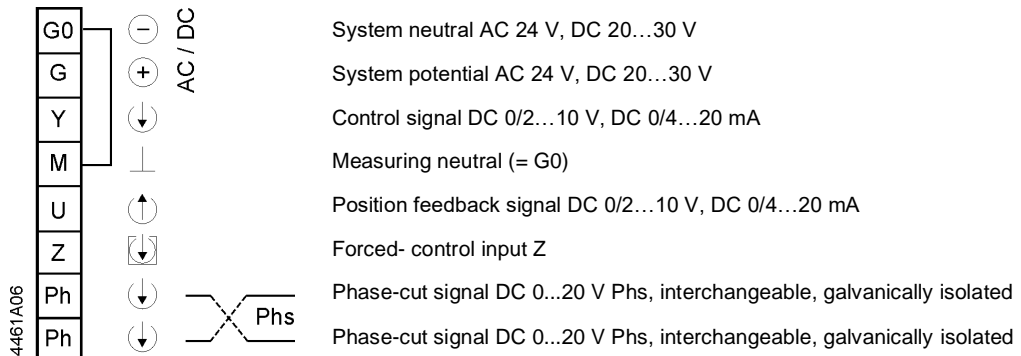 G0 − AC / DC System neutral AC 24 V, DC 20…30 V
G + System potential AC 24 V, DC 20…30 V
Y Control signal DC 0/2…10 V, DC 0/4…20 mA
M Measuring neutral (= G0)
U Position feedback signal DC 0/2…10 V, DC 0/4…20 mA
Z Forced- control input Z
Ph Phase-cut signal DC 0...20 V Phs, interchangeable, galvanically isolated
Phs
Ph Phase-cut signal DC 0...20 V Phs, interchangeable, galvanically isolated
4461A06